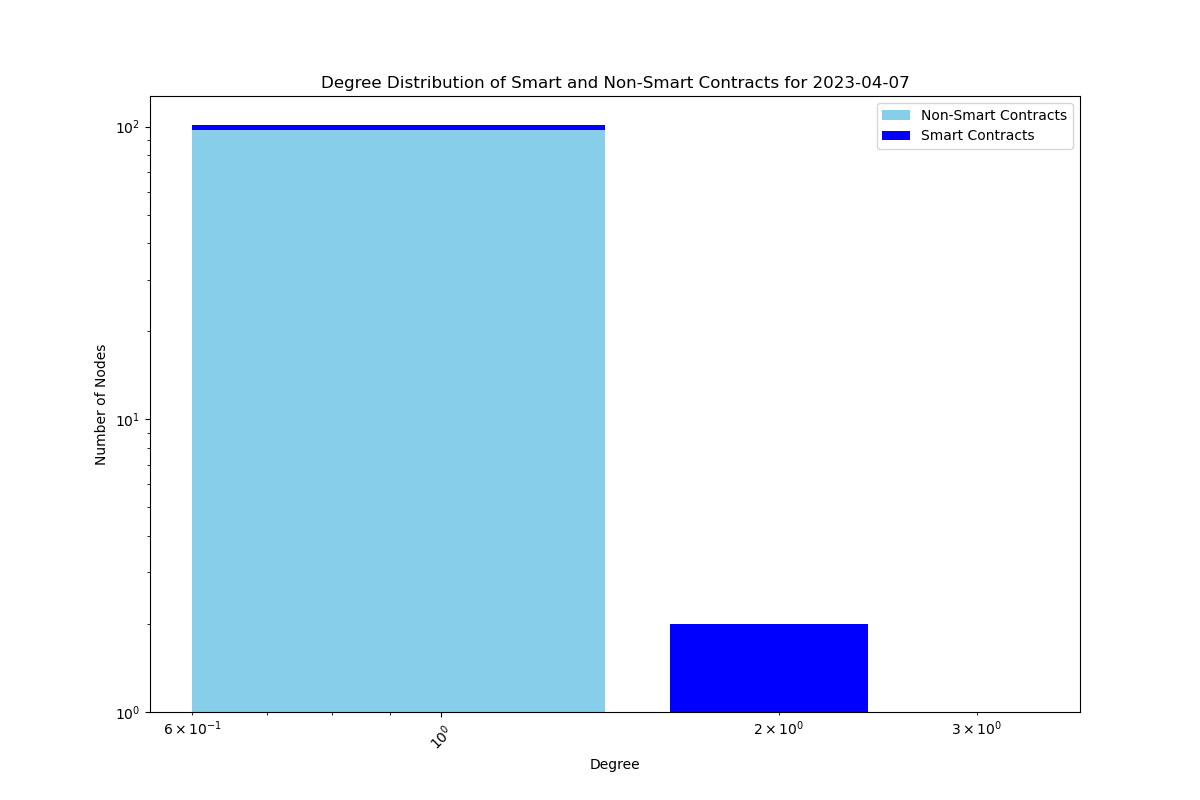 Degree Distribution of Smart and Non-Smart Contracts for 2023-04-07
Non-Smart Contracts
Smart Contracts
Number of Nodes
10²
10¹
10⁰
6 × 10⁻¹
10⁰
2 × 10⁰
3 × 10⁰
Degree